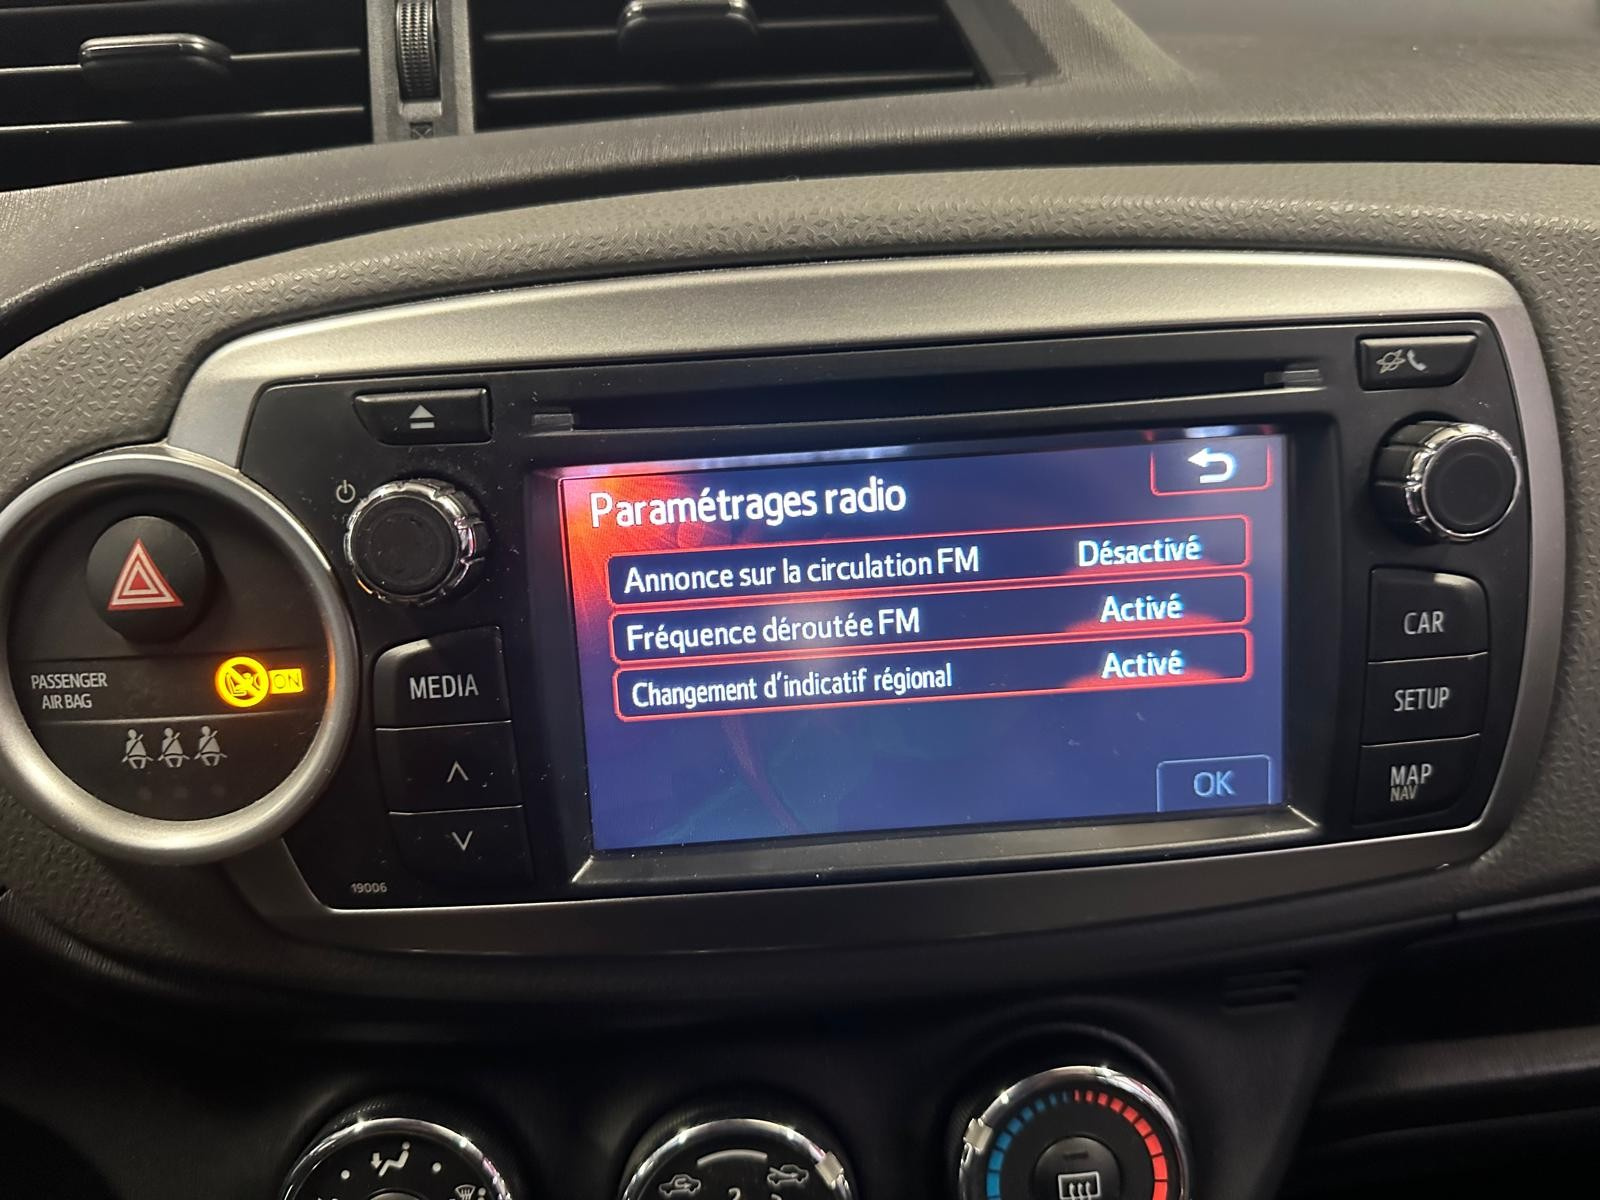 Paramétrages radio
Annonce sur la circulation FM Désactivé
Fréquence déroutée FM Activé
Changement d'indicatif régional Activé
OK
PASSENGER
AIR BAG
ON
MEDIA
19006
CAR
SETUP
MAP
NAV
2